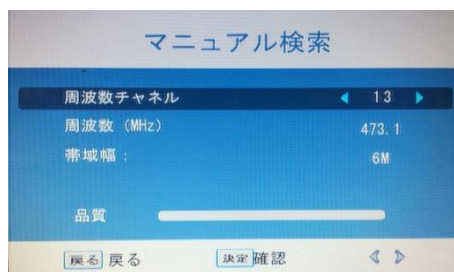 マニュアル検索
周波数チャネル 13
周波数 (MHz) 473.1
帯域幅： 6M
品質
戻る 戻る 決定 確認